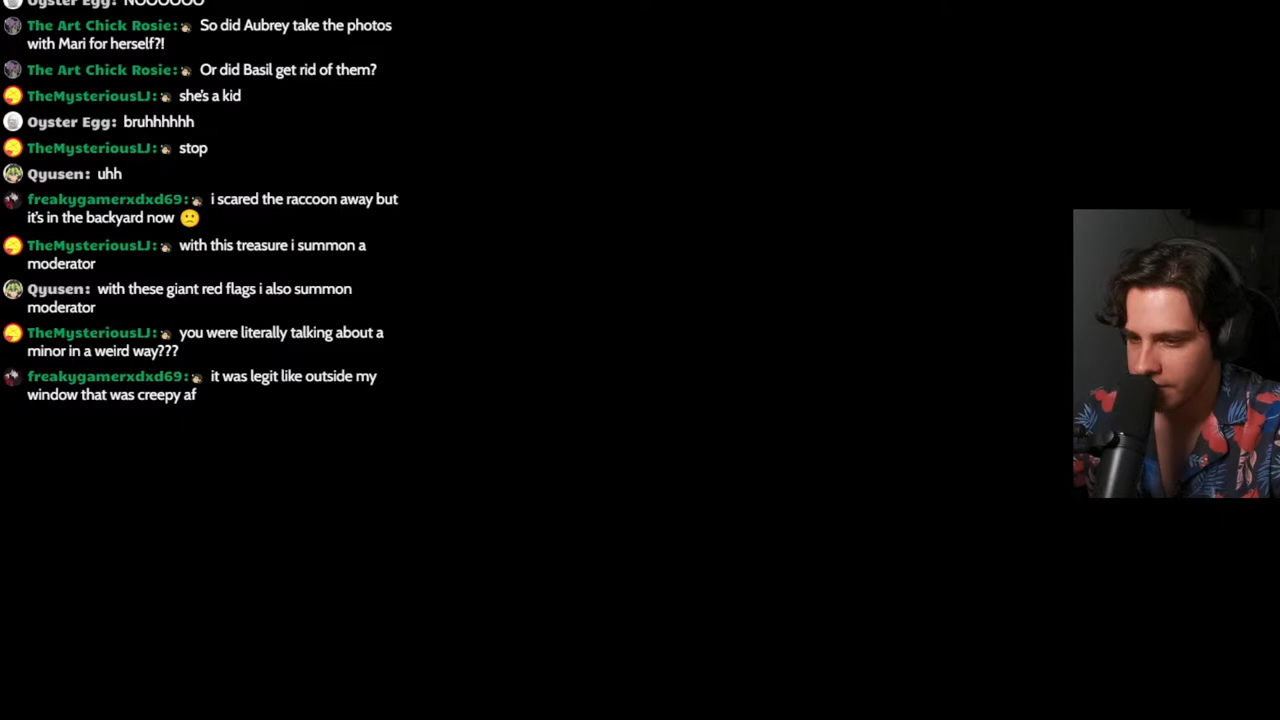 Oyster Egg: NOOOOOO
The Art Chick Rosie: So did Aubrey take the photos
with Mari for herself?!
The Art Chick Rosie: Or did Basil get rid of them?
TheMysteriousLJ: she's a kid
Oyster Egg: bruhhhhhh
TheMysteriousLJ: stop
Qyusen: uhh
freakygamerxdxd69: i scared the raccoon away but
it's in the backyard now 🙁
TheMysteriousLJ: with this treasure i summon a
moderator
Qyusen: with these giant red flags i also summon
moderator
TheMysteriousLJ: you were literally talking about a
minor in a weird way???
freakygamerxdxd69: it was legit like outside my
window that was creepy af